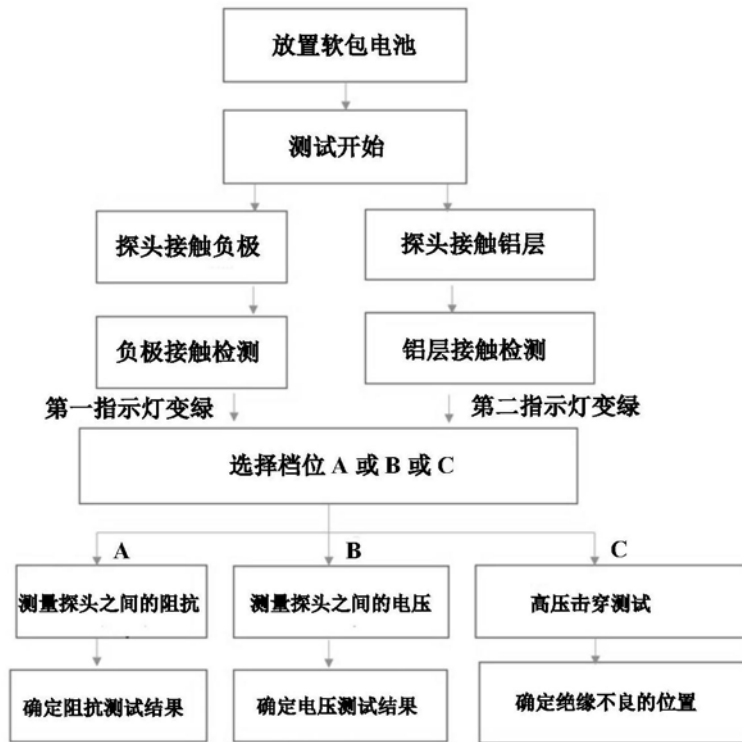 放置软包电池
测试开始
探头接触负极
探头接触铝层
负极接触检测
铝层接触检测
第一指示灯变绿
第二指示灯变绿
选择档位 A 或 B 或 C
A
B
C
测量探头之间的阻抗
测量探头之间的电压
高压击穿测试
确定阻抗测试结果
确定电压测试结果
确定绝缘不良的位置